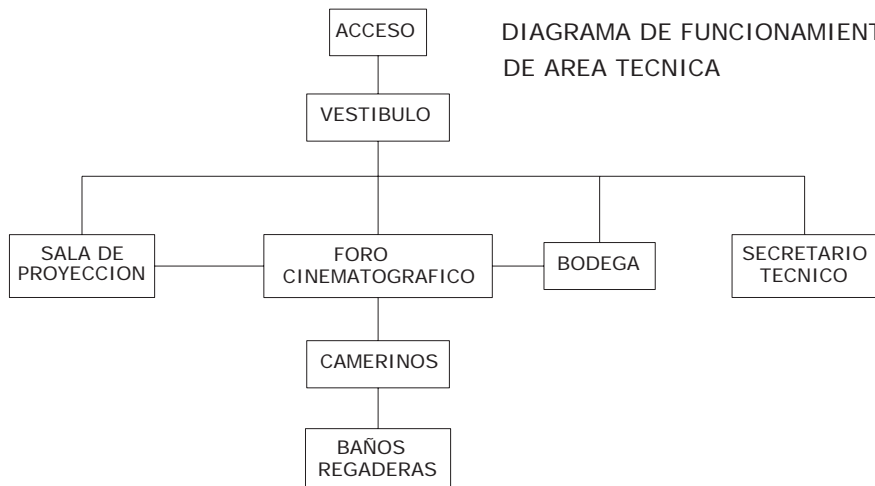 ACCESO
DIAGRAMA DE FUNCIONAMIENT
DE AREA TECNICA
VESTIBULO
SALA DE
PROYECCION
FORO
CINEMATOGRAFICO
BODEGA
SECRETARIO
TECNICO
CAMERINOS
BAÑOS
REGADERAS